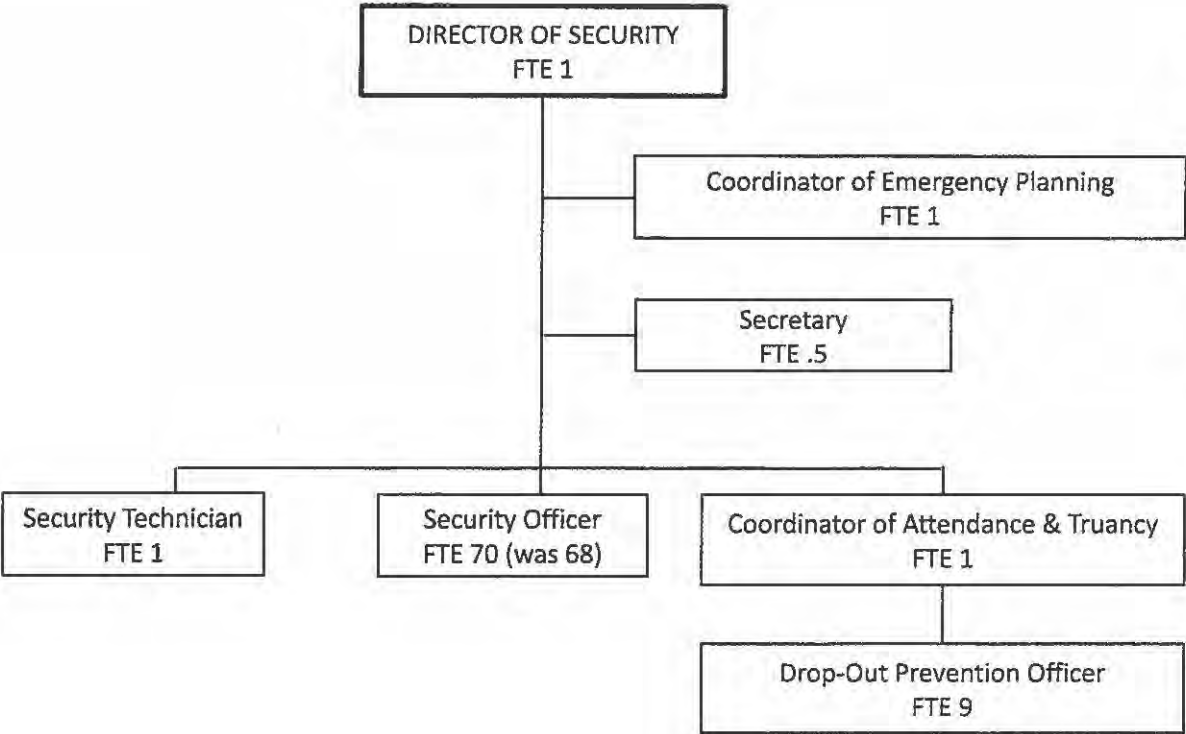 DIRECTOR OF SECURITY
FTE 1
Coordinator of Emergency Planning
FTE 1
Secretary
FTE .5
Security Technician
FTE 1
Security Officer
FTE 70 (was 68)
Coordinator of Attendance & Truancy
FTE 1
Drop-Out Prevention Officer
FTE 9